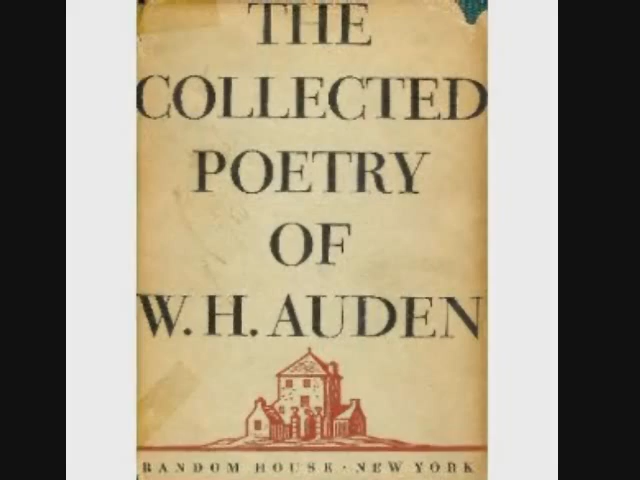 THE
COLLECTED
POETRY
OF
W.H. AUDEN
RANDOM HOUSE · NEW YORK